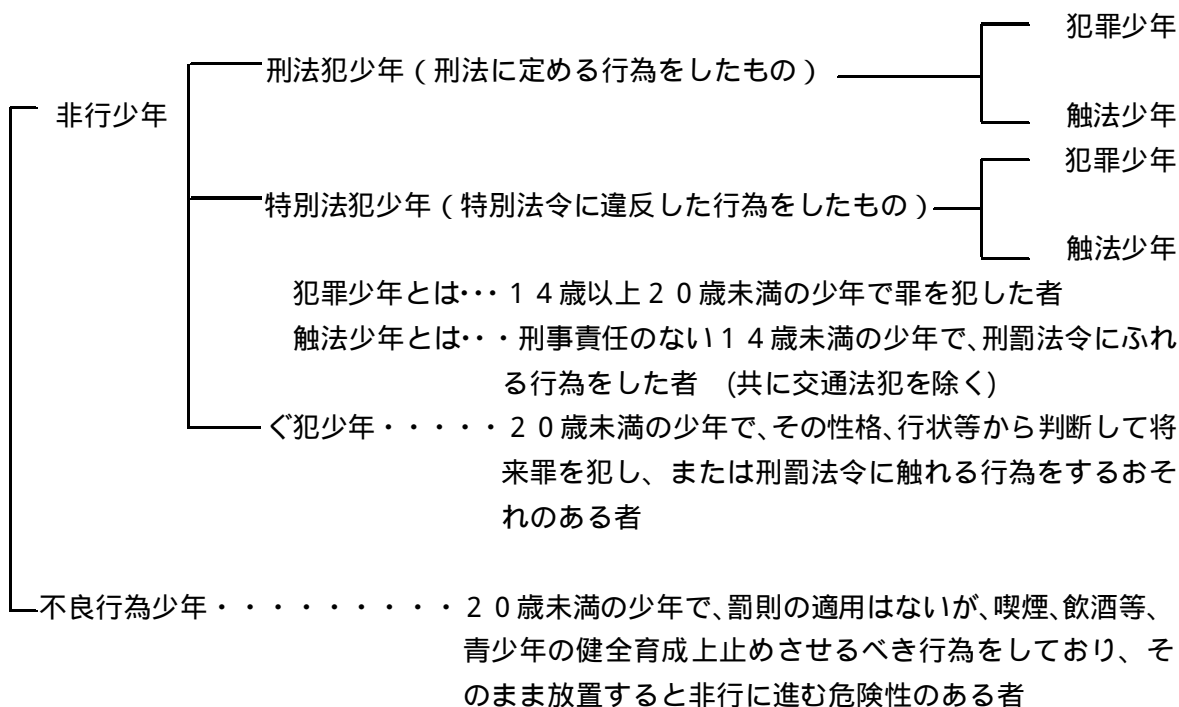 犯罪少年
刑法犯少年(刑法に定める行為をしたもの)
非行少年
触法少年
犯罪少年
特別法犯少年(特別法令に違反した行為をしたもの)
触法少年
犯罪少年とは・・・14歳以上20歳未満の少年で罪を犯した者
触法少年とは・・・刑事責任のない14歳未満の少年で、刑罰法令にふれ
る行為をした者 (共に交通法犯を除く)
ぐ犯少年・・・・・20歳未満の少年で、その性格、行状等から判断して将
来罪を犯し、または刑罰法令に触れる行為をするおそ
れのある者
不良行為少年・・・・・・・・・20歳未満の少年で、罰則の適用はないが、喫煙、飲酒等、
青少年の健全育成上止めさせるべき行為をしており、そ
のまま放置すると非行に進む危険性のある者